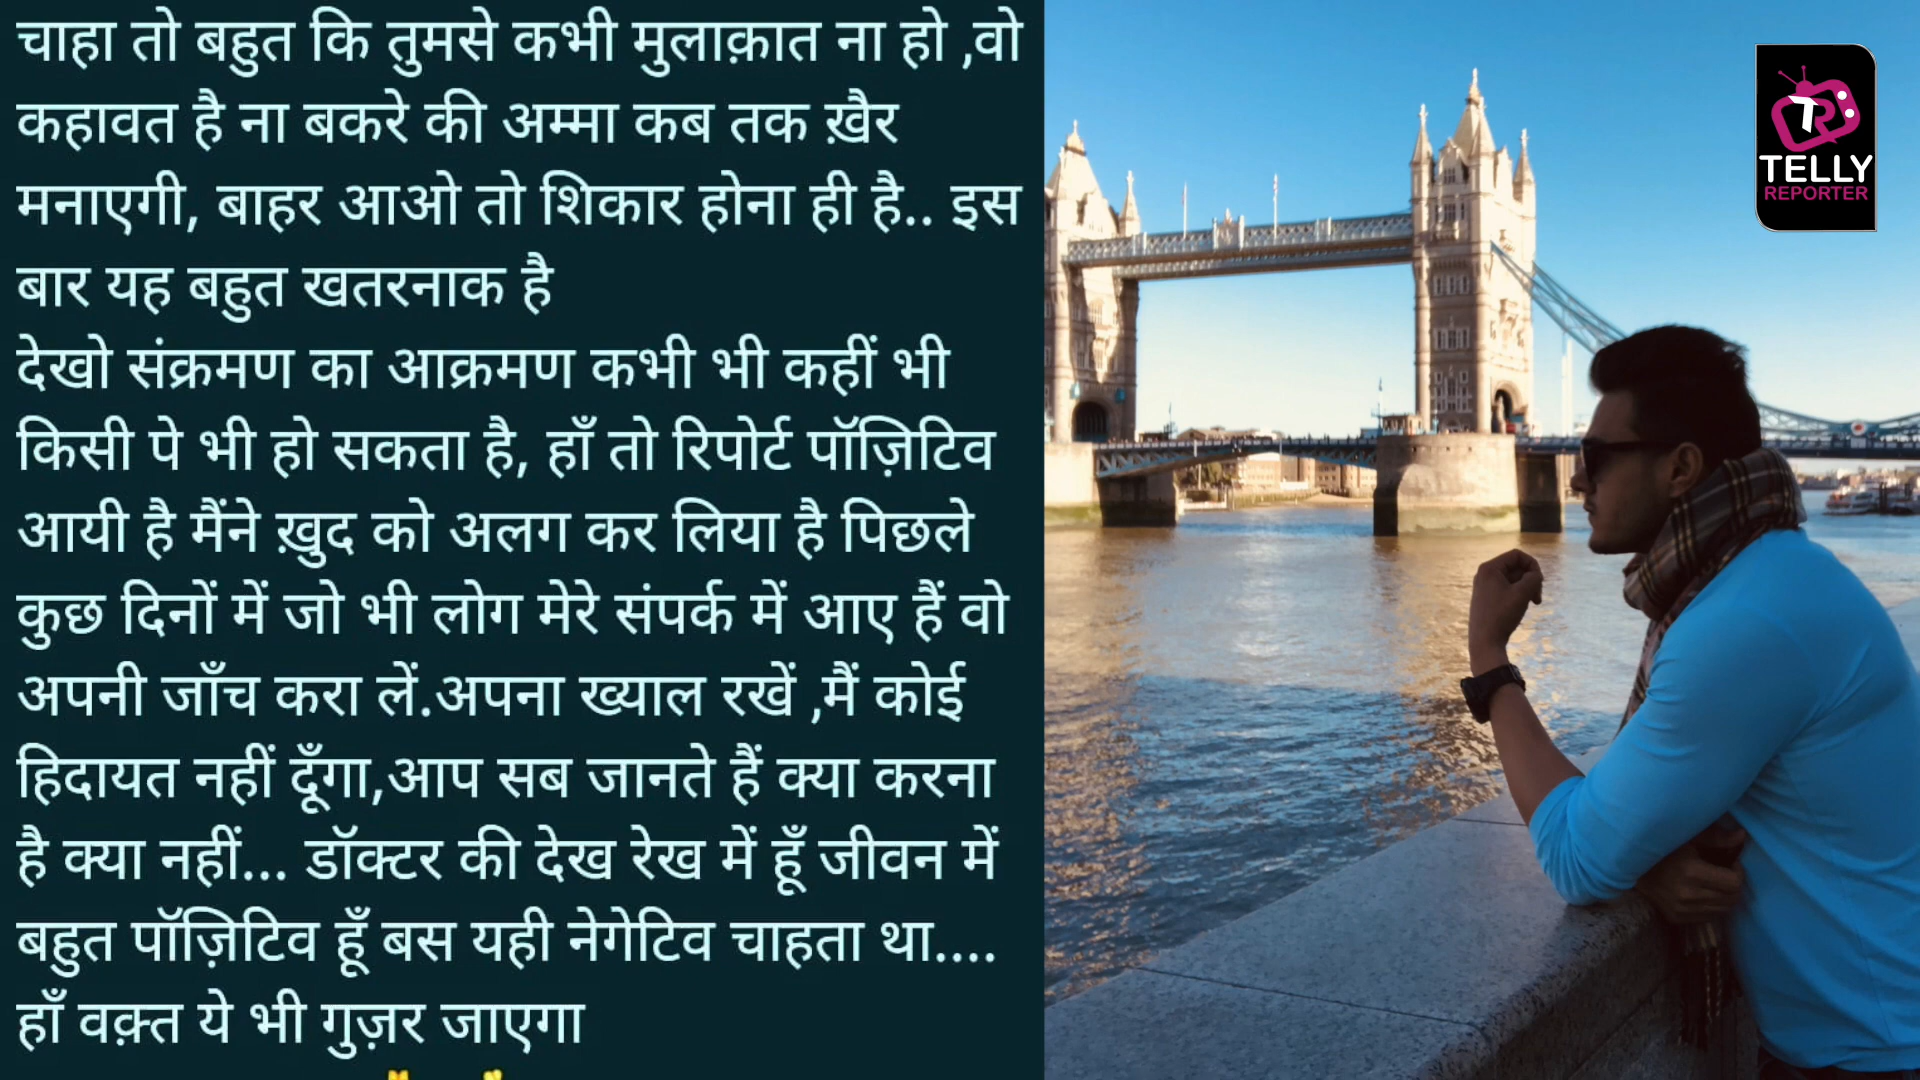 चाहा तो बहुत कि तुमसे कभी मुलाक़ात ना हो ,वो
कहावत है ना बकरे की अम्मा कब तक ख़ैर
मनाएगी, बाहर आओ तो शिकार होना ही है.. इस
बार यह बहुत खतरनाक है
देखो संक्रमण का आक्रमण कभी भी कहीं भी
किसी पे भी हो सकता है, हाँ तो रिपोर्ट पॉज़िटिव
आयी है मैंने ख़ुद को अलग कर लिया है पिछले
कुछ दिनों में जो भी लोग मेरे संपर्क में आए हैं वो
अपनी जाँच करा लें.अपना ख्याल रखें ,मैं कोई
हिदायत नहीं दूँगा,आप सब जानते हैं क्या करना
है क्या नहीं... डॉक्टर की देख रेख में हूँ जीवन में
बहुत पॉज़िटिव हूँ बस यही नेगेटिव चाहता था....
हाँ वक़्त ये भी गुज़र जाएगा
TR
TELLY
REPORTER